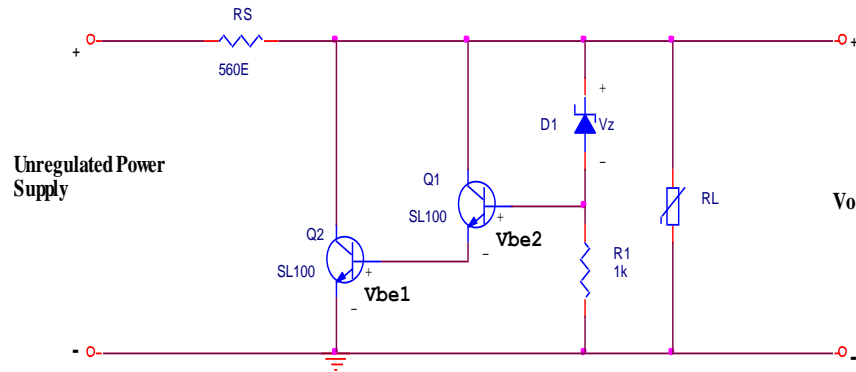 RS
+
+
560E
+
D1
Vz
-
Unregulated Power
Supply
Q1
RL
Vo
SL100
+
Vbe2
Q2
-
R1
1k
SL100
+
Vbe1
-
-
-